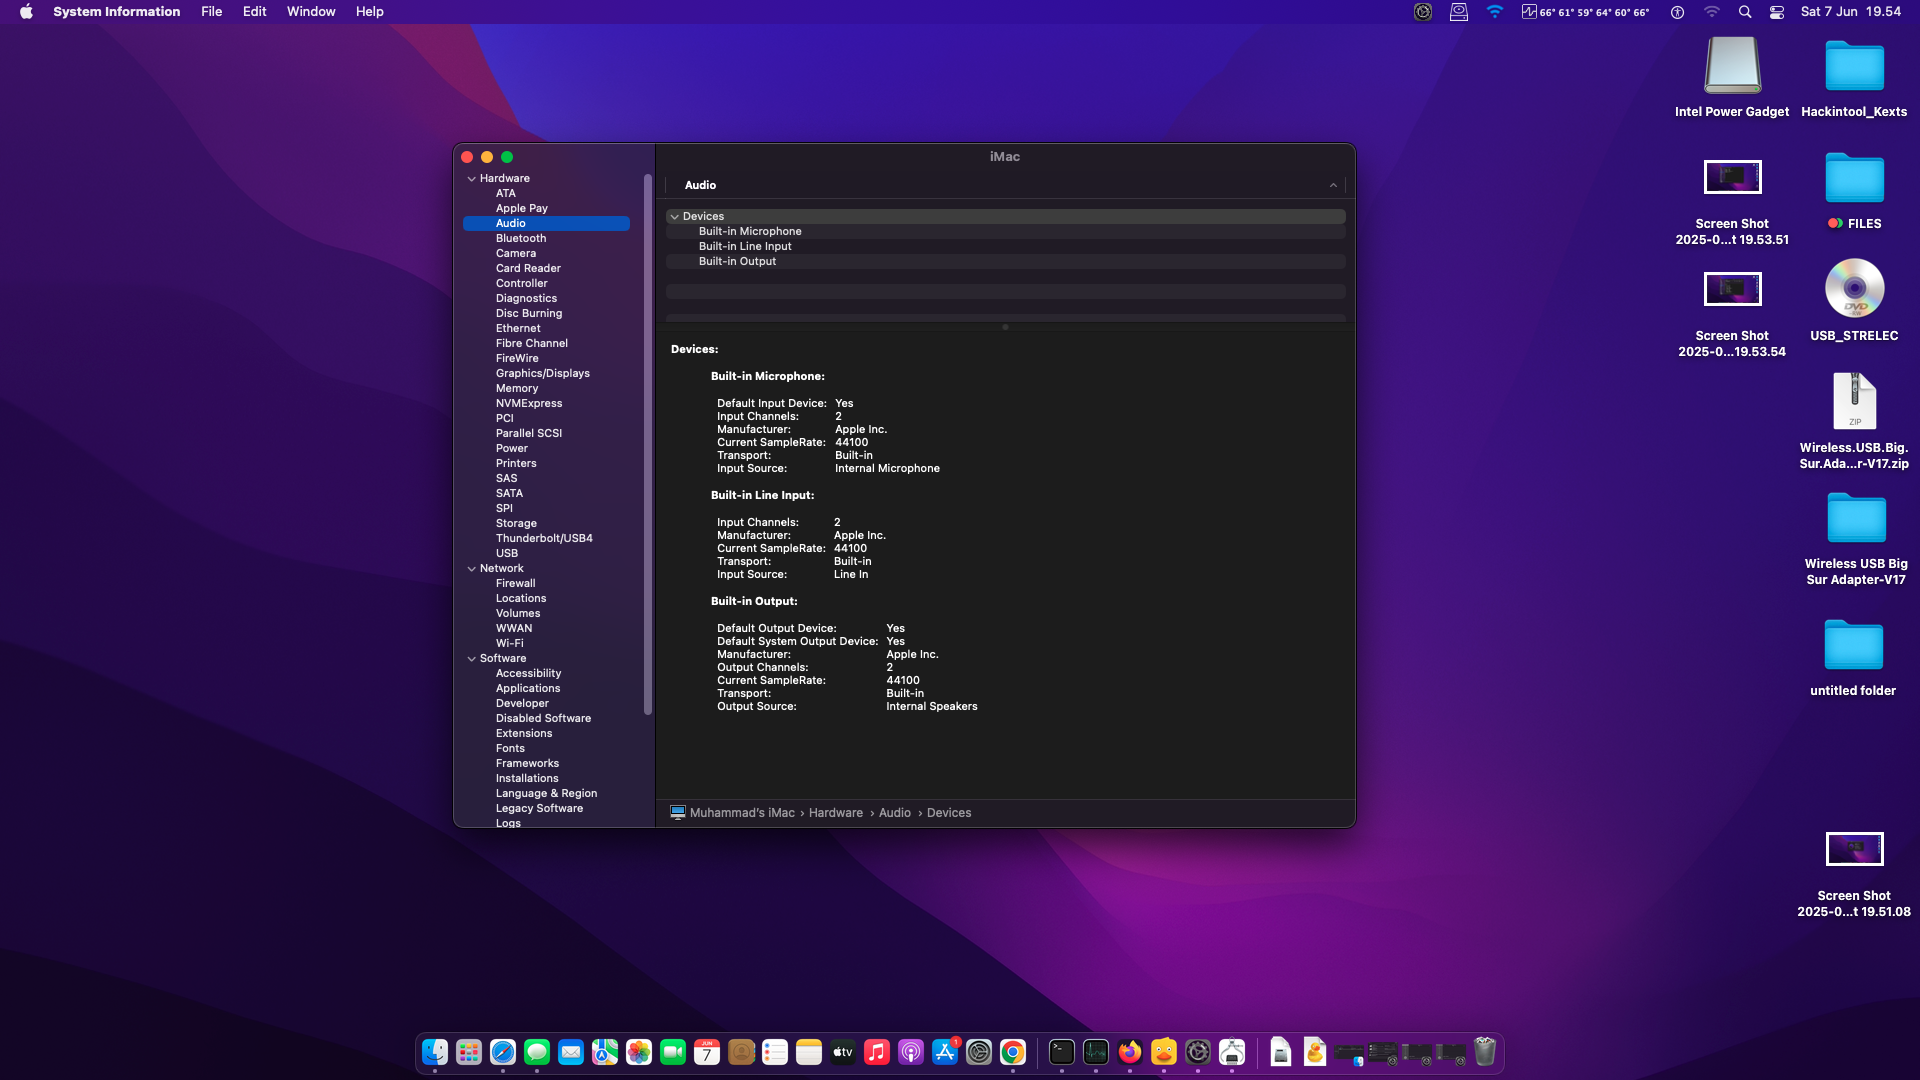 System Information File Edit Window Help
66° 61° 59° 64° 60° 66° Sat 7 Jun 19.54
iMac
Hardware
ATA
Apple Pay
Audio
Bluetooth
Camera
Card Reader
Controller
Diagnostics
Disc Burning
Ethernet
Fibre Channel
FireWire
Graphics/Displays
Memory
NVMExpress
PCI
Parallel SCSI
Power
Printers
SAS
SATA
SPI
Storage
Thunderbolt/USB4
USB
Network
Firewall
Locations
Volumes
WWAN
Wi-Fi
Software
Accessibility
Applications
Developer
Disabled Software
Extensions
Fonts
Frameworks
Installations
Language & Region
Legacy Software
Logs
Audio
Devices
Built-in Microphone
Built-in Line Input
Built-in Output
Devices:
Built-in Microphone:
Default Input Device: Yes
Input Channels: 2
Manufacturer: Apple Inc.
Current SampleRate: 44100
Transport: Built-in
Input Source: Internal Microphone
Built-in Line Input:
Input Channels: 2
Manufacturer: Apple Inc.
Current SampleRate: 44100
Transport: Built-in
Input Source: Line In
Built-in Output:
Default Output Device: Yes
Default System Output Device: Yes
Manufacturer: Apple Inc.
Output Channels: 2
Current SampleRate: 44100
Transport: Built-in
Output Source: Internal Speakers
Muhammad's iMac › Hardware › Audio › Devices
Intel Power Gadget
Hackintool_Kexts
Screen Shot
2025-0...t 19.53.51
FILES
Screen Shot
2025-0...19.53.54
DVD
USB_STRELEC
ZIP
Wireless.USB.Big.
Sur.Ada...r-V17.zip
Wireless USB Big
Sur Adapter-V17
untitled folder
Screen Shot
2025-0...t 19.51.08
JUN
7
tv
1